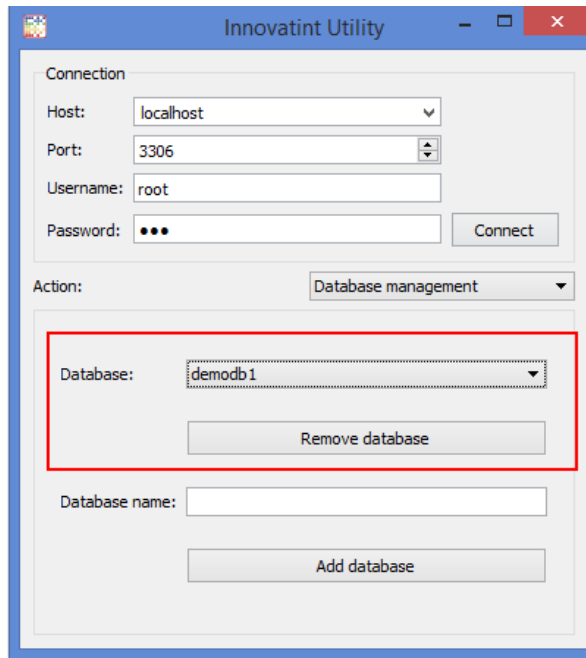 Innovatint Utility
Connection
Host: localhost
Port: 3306
Username: root
Password: ●●● Connect
Action: Database management
Database: demodb1
Remove database
Database name:
Add database